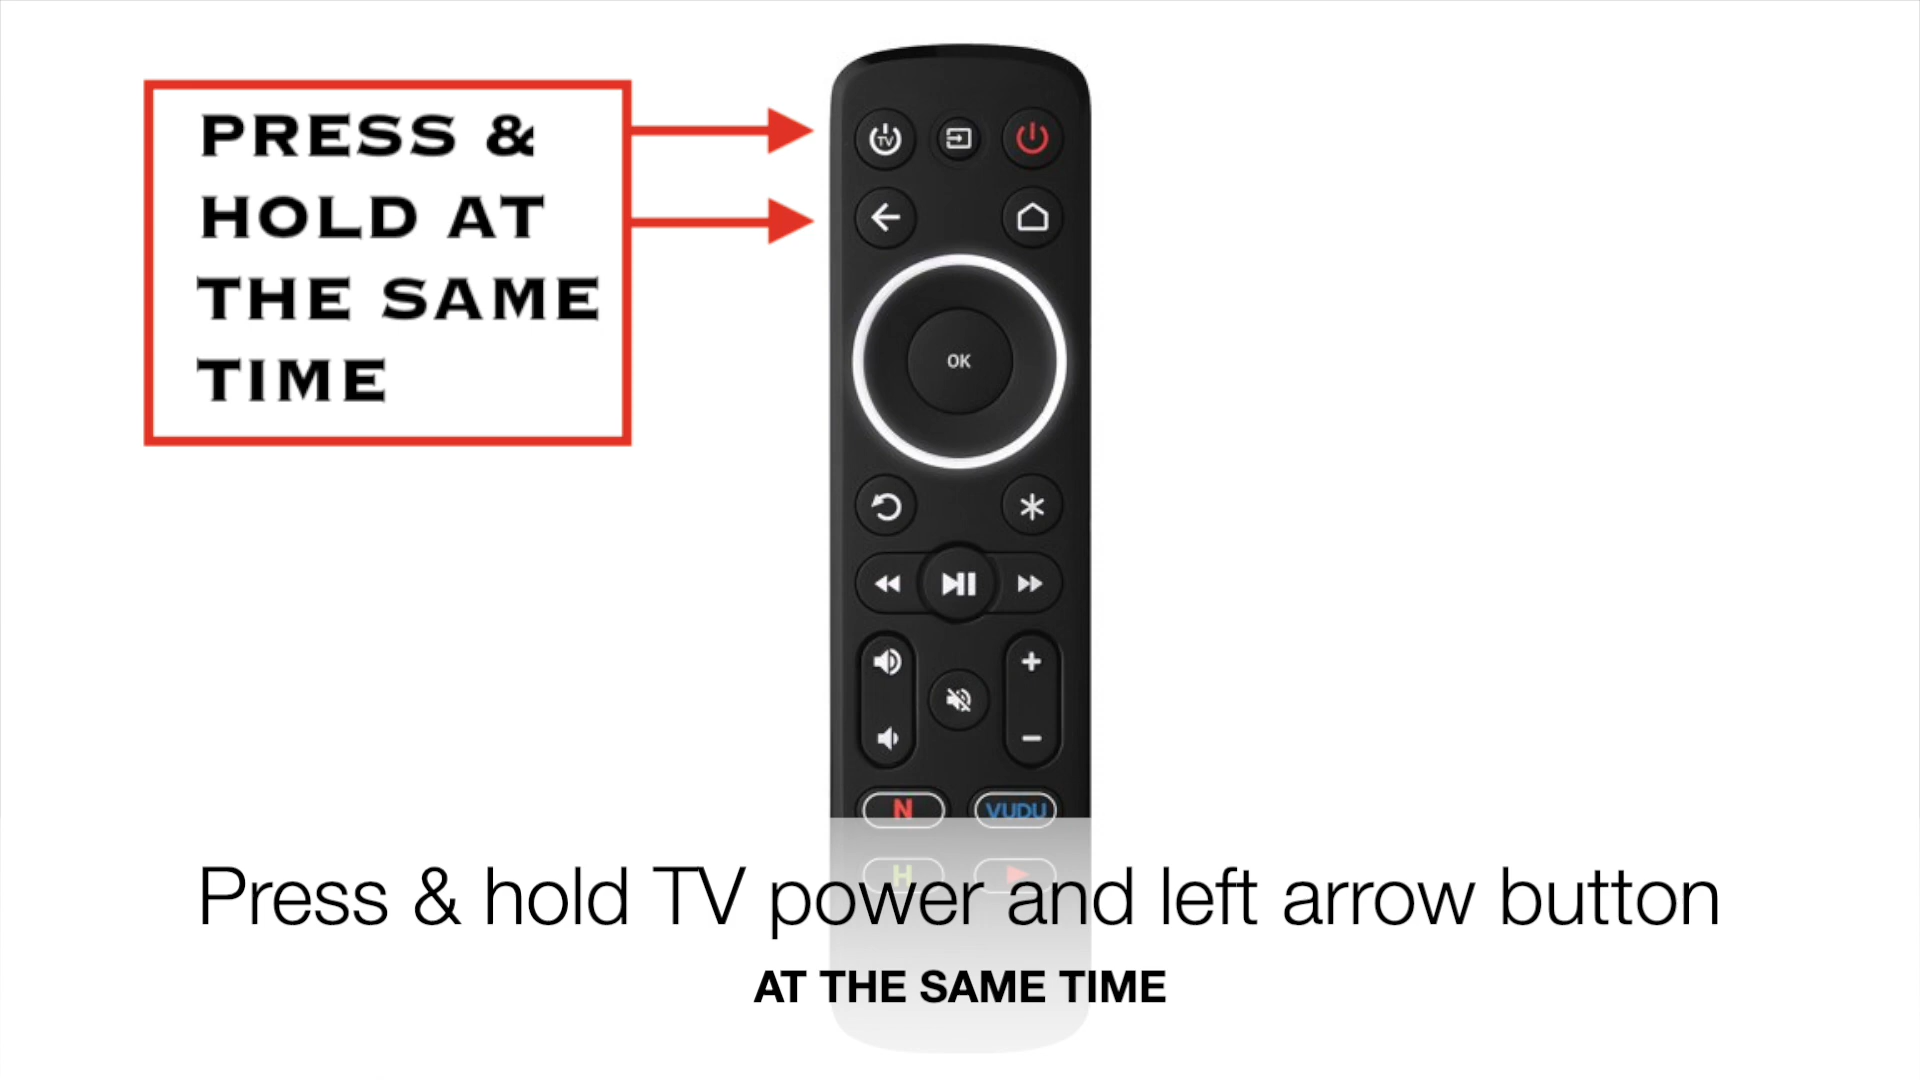 PRESS &
HOLD AT
THE SAME
TIME
TV
OK
N
VUDU
H
Press & hold TV power and left arrow button
AT THE SAME TIME